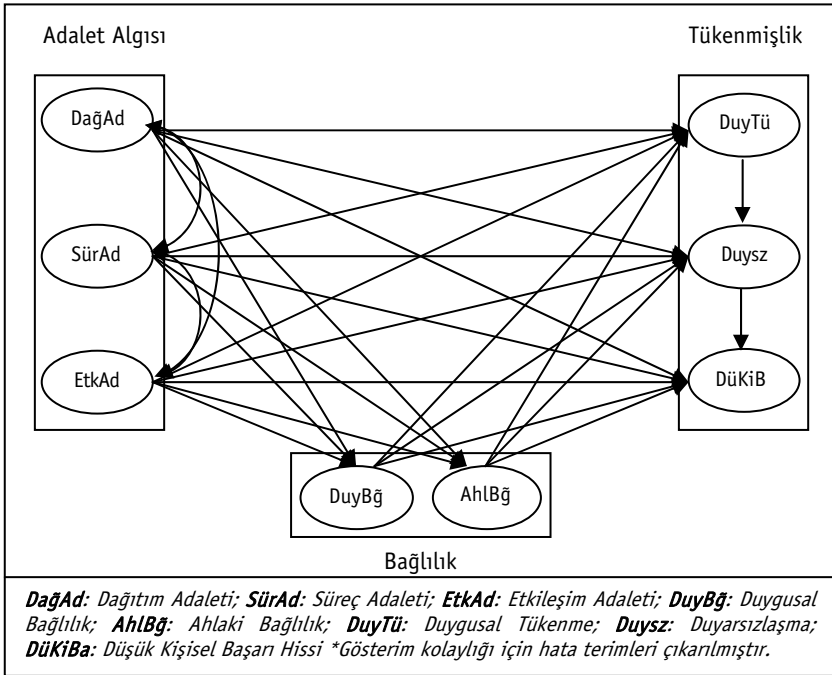 Adalet Algısı
Tükenmişlik
DağAd
DuyTü
SürAd
Duysz
EtkAd
DüKiB
DuyBğ
AhlBğ
Bağlılık
DağAd: Dağıtım Adaleti; SürAd: Süreç Adaleti; EtkAd: Etkileşim Adaleti; DuyBğ: Duygusal
Bağlılık; AhlBğ: Ahlaki Bağlılık; DuyTü: Duygusal Tükenme; Duysz: Duyarsızlaşma;
DüKiBa: Düşük Kişisel Başarı Hissi *Gösterim kolaylığı için hata terimleri çıkarılmıştır.